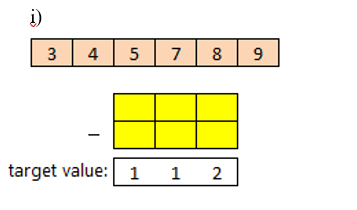 i)
3 4 5 7 8 9
–
target value: 1 1 2